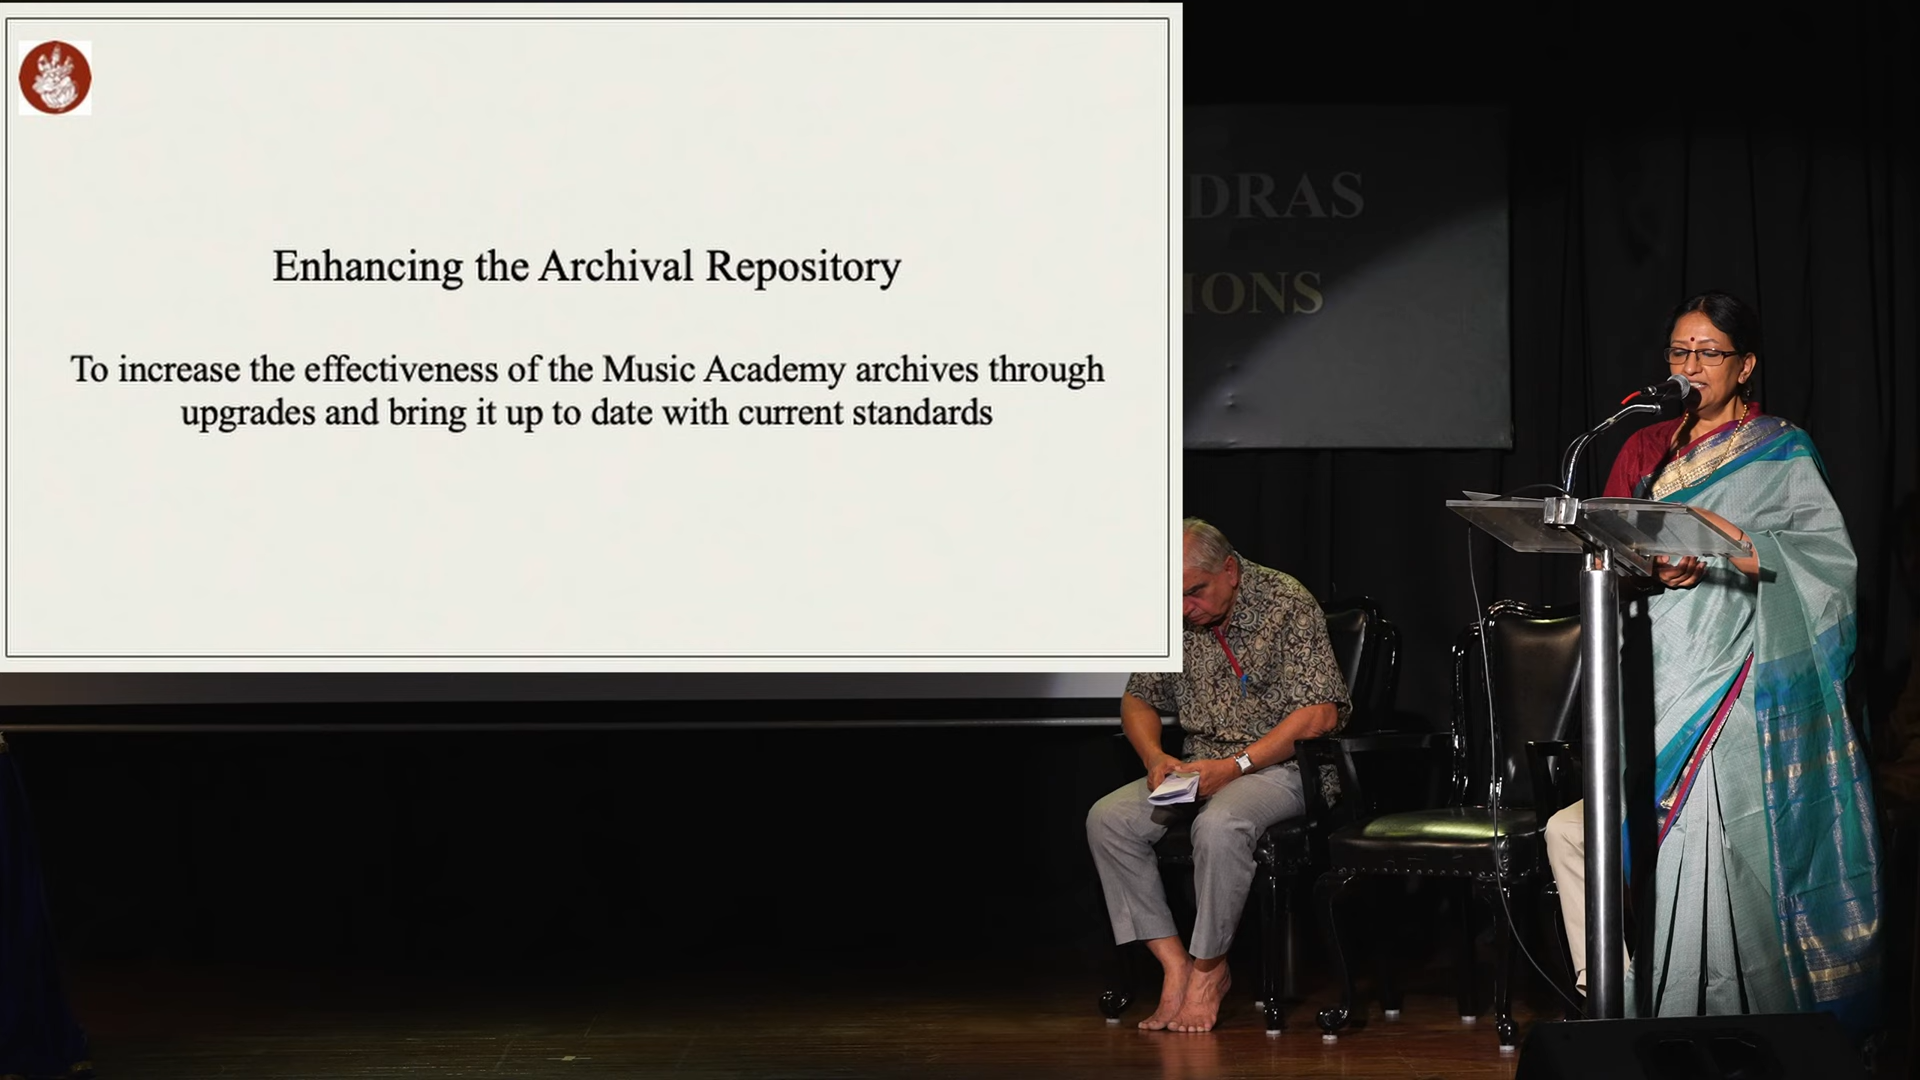 Enhancing the Archival Repository
To increase the effectiveness of the Music Academy archives through
upgrades and bring it up to date with current standards
DRAS
IONS